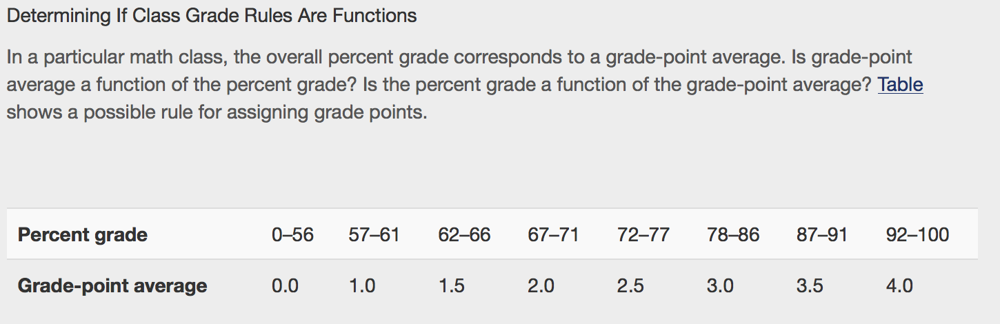 Determining If Class Grade Rules Are Functions
In a particular math class, the overall percent grade corresponds to a grade-point average. Is grade-point
average a function of the percent grade? Is the percent grade a function of the grade-point average? Table
shows a possible rule for assigning grade points.
Percent grade 0–56 57–61 62–66 67–71 72–77 78–86 87–91 92–100
Grade-point average 0.0 1.0 1.5 2.0 2.5 3.0 3.5 4.0